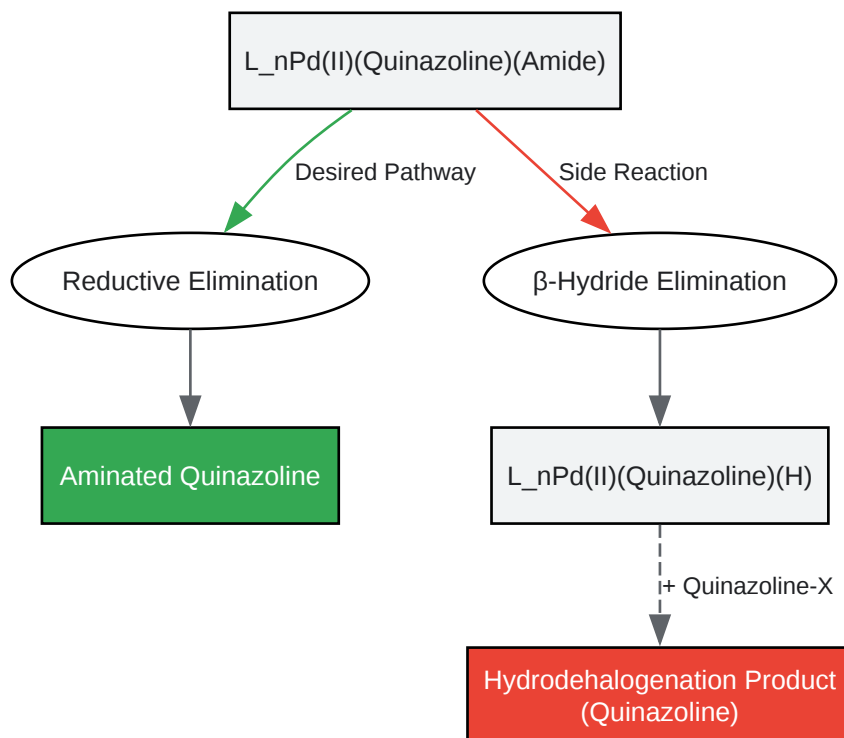 L_nPd(II)(Quinazoline)(Amide)
Desired Pathway
Side Reaction
Reductive Elimination
β-Hydride Elimination
Aminated Quinazoline
L_nPd(II)(Quinazoline)(H)
+ Quinazoline-X
Hydrodehalogenation Product
(Quinazoline)